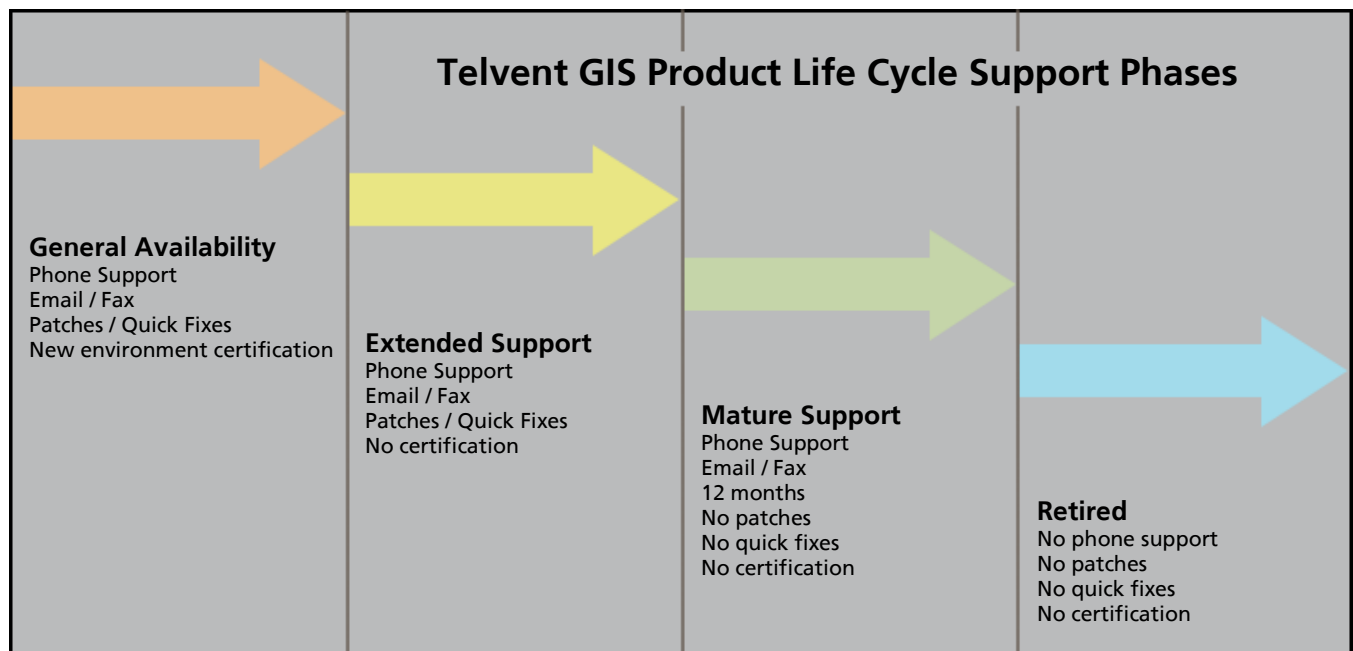 Telvent GIS Product Life Cycle Support Phases
General Availability
Phone Support
Email / Fax
Patches / Quick Fixes
New environment certification
Extended Support
Phone Support
Email / Fax
Patches / Quick Fixes
No certification
Mature Support
Phone Support
Email / Fax
12 months
No patches
No quick fixes
No certification
Retired
No phone support
No patches
No quick fixes
No certification